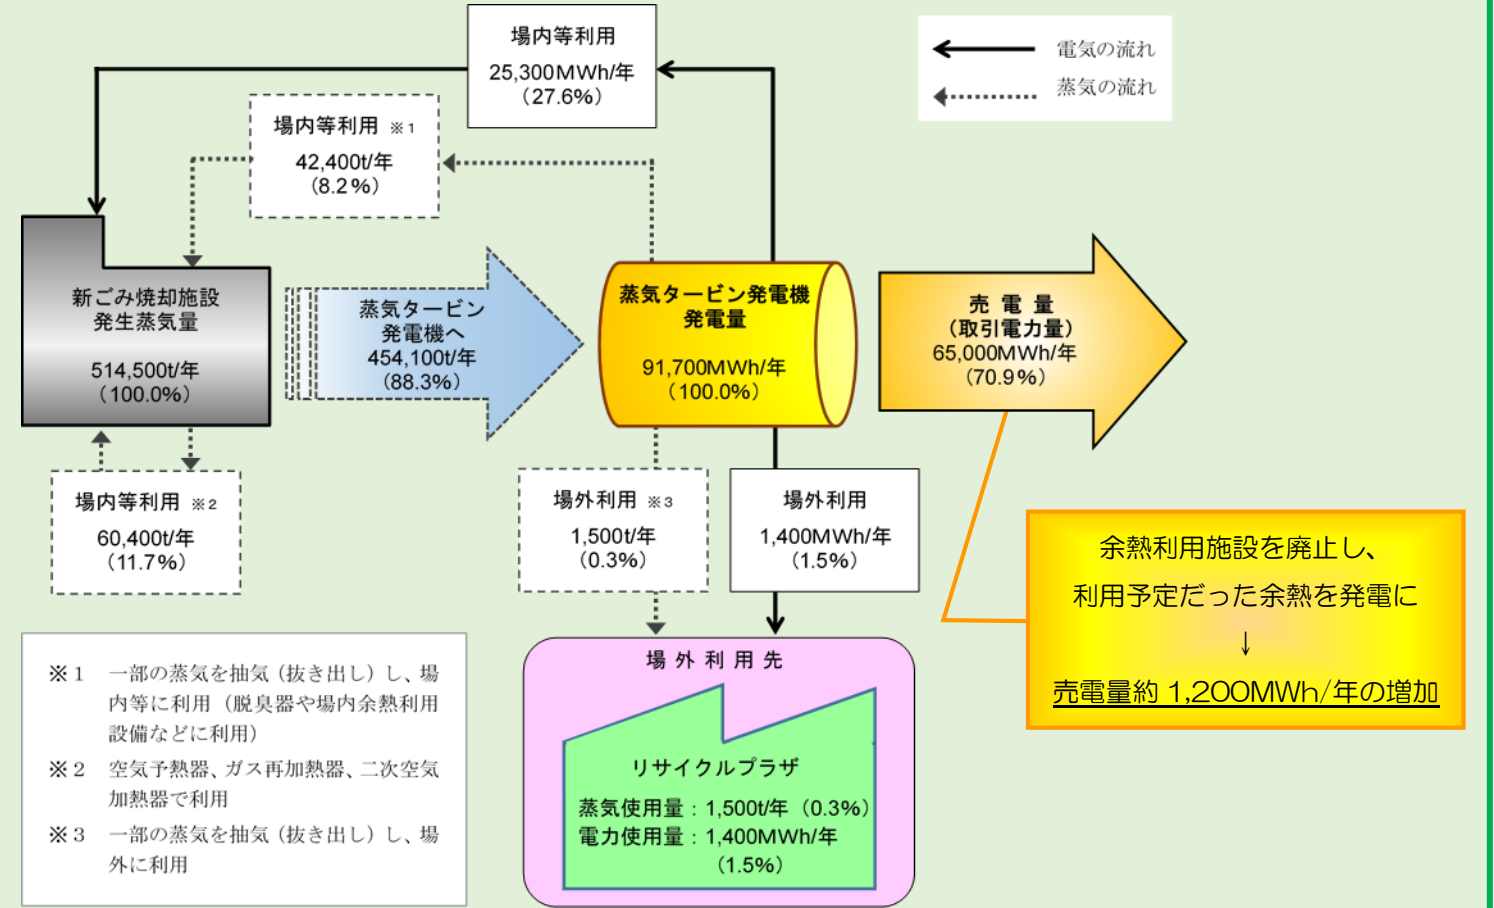 場内等利用
25,300MWh/年
(27.6%)
電気の流れ
蒸気の流れ
場内等利用 ※1
42,400t/年
(8.2%)
新ごみ焼却施設
発生蒸気量
514,500t/年
(100.0%)
蒸気タービン
発電機へ
454,100t/年
(88.3%)
蒸気タービン発電機
発電量
91,700MWh/年
(100.0%)
売 電 量
(取引電力量)
65,000MWh/年
(70.9%)
場内等利用 ※2
60,400t/年
(11.7%)
場外利用 ※3
1,500t/年
(0.3%)
場外利用
1,400MWh/年
(1.5%)
余熱利用施設を廃止し、
利用予定だった余熱を発電に
↓
売電量約 1,200MWh/年の増加
※1 一部の蒸気を抽気(抜き出し)し、場
内等に利用(脱臭器や場内余熱利用
設備などに利用)
※2 空気予熱器、ガス再加熱器、二次空気
加熱器で利用
※3 一部の蒸気を抽気(抜き出し)し、場
外に利用
場 外 利 用 先
リサイクルプラザ
蒸気使用量:1,500t/年(0.3%)
電力使用量:1,400MWh/年
(1.5%)